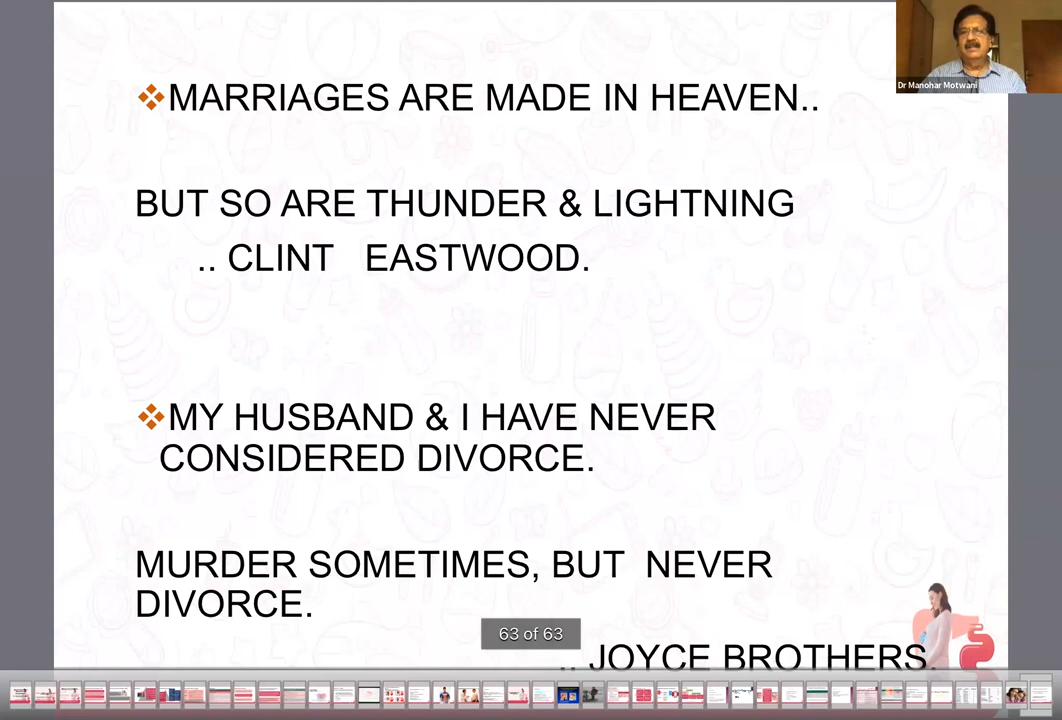 Dr Manohar Motwani
❖MARRIAGES ARE MADE IN HEAVEN..
BUT SO ARE THUNDER & LIGHTNING
.. CLINT EASTWOOD.
❖MY HUSBAND & I HAVE NEVER
CONSIDERED DIVORCE.
MURDER SOMETIMES, BUT NEVER
DIVORCE.
63 of 63
.. JOYCE BROTHERS.